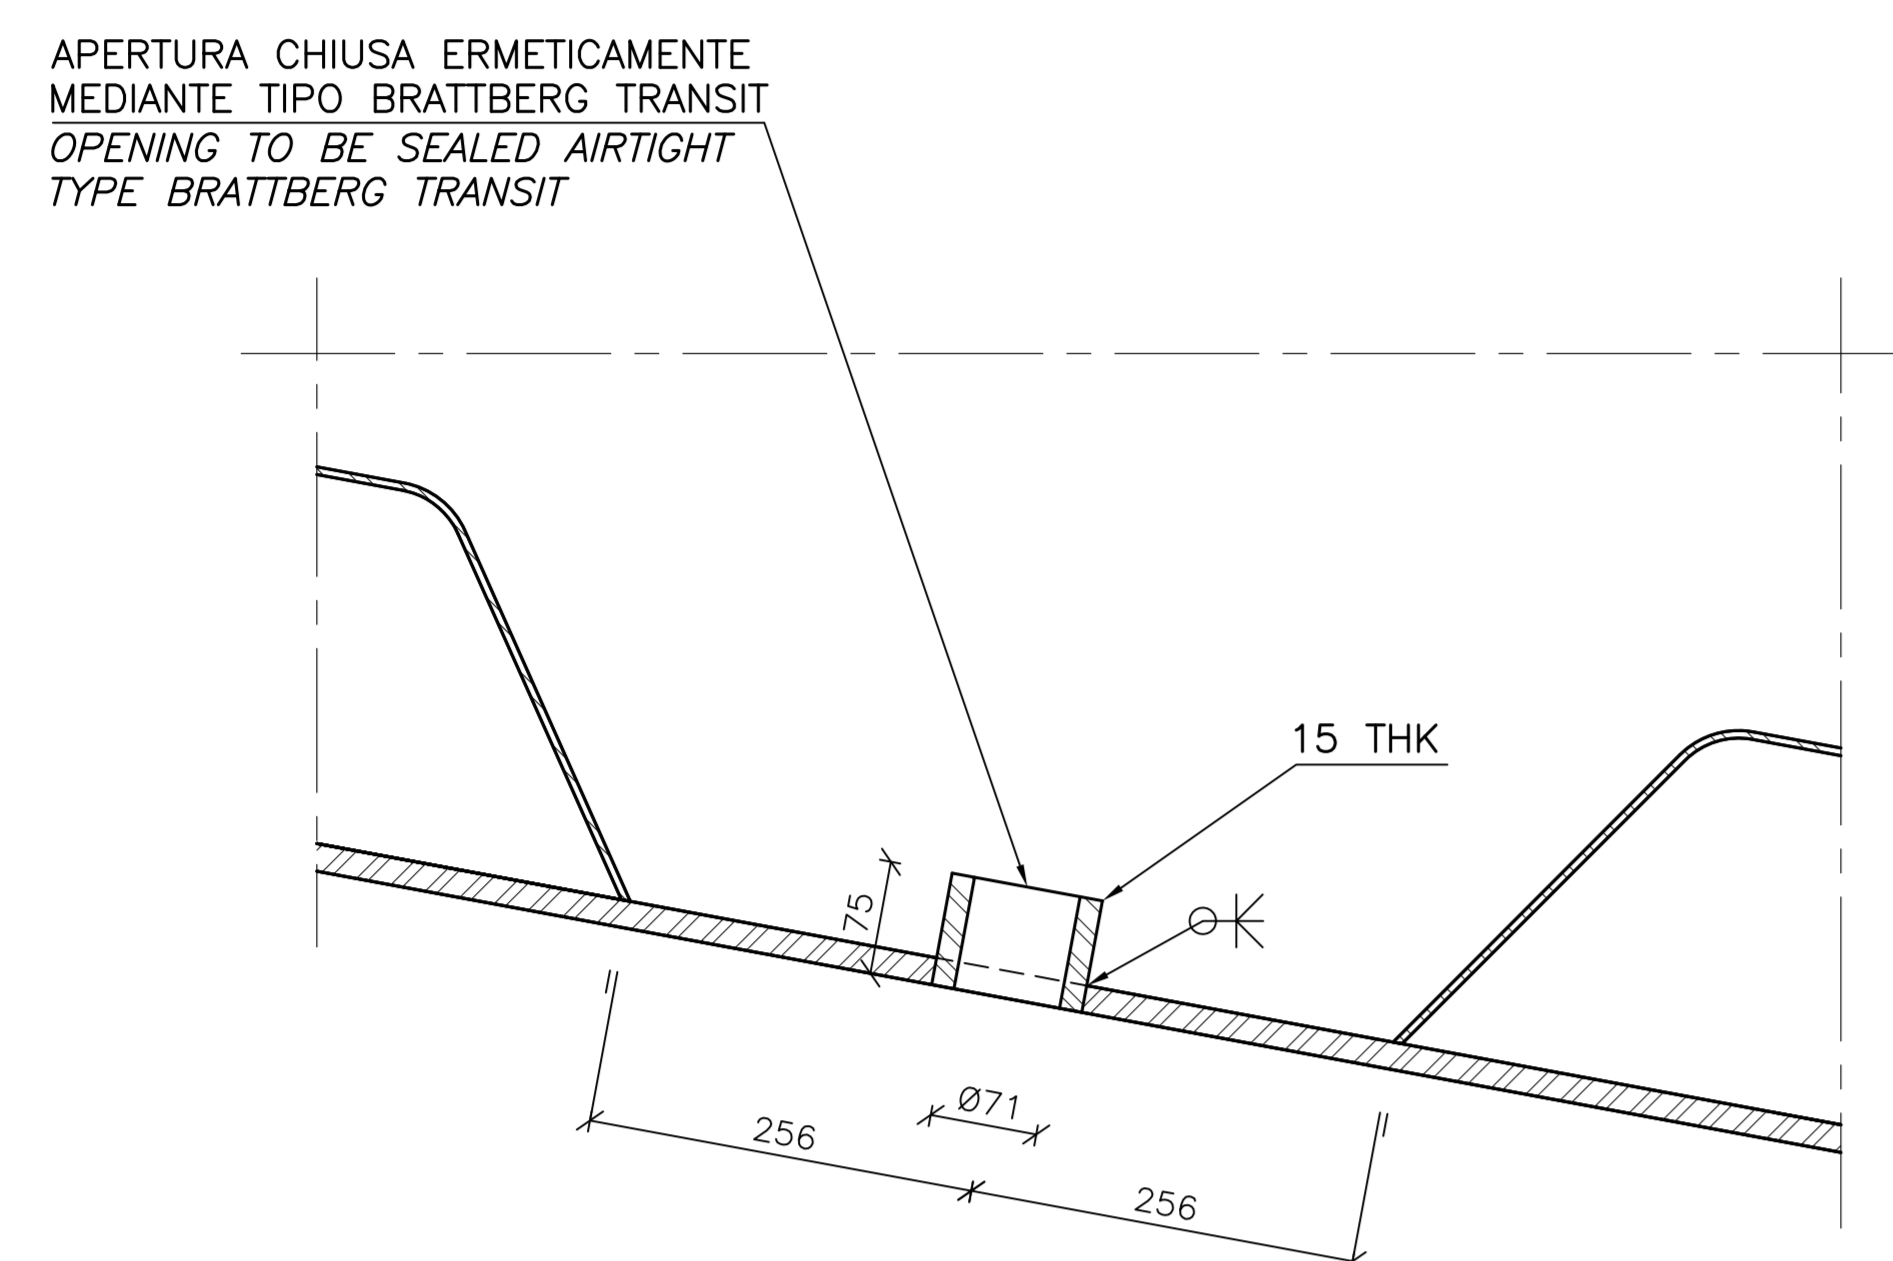 APERTURA CHIUSA ERMETICAMENTE
MEDIANTE TIPO BRATTBERG TRANSIT
OPENING TO BE SEALED AIRTIGHT
TYPE BRATTBERG TRANSIT
15 THK
75
Ø71
256
256